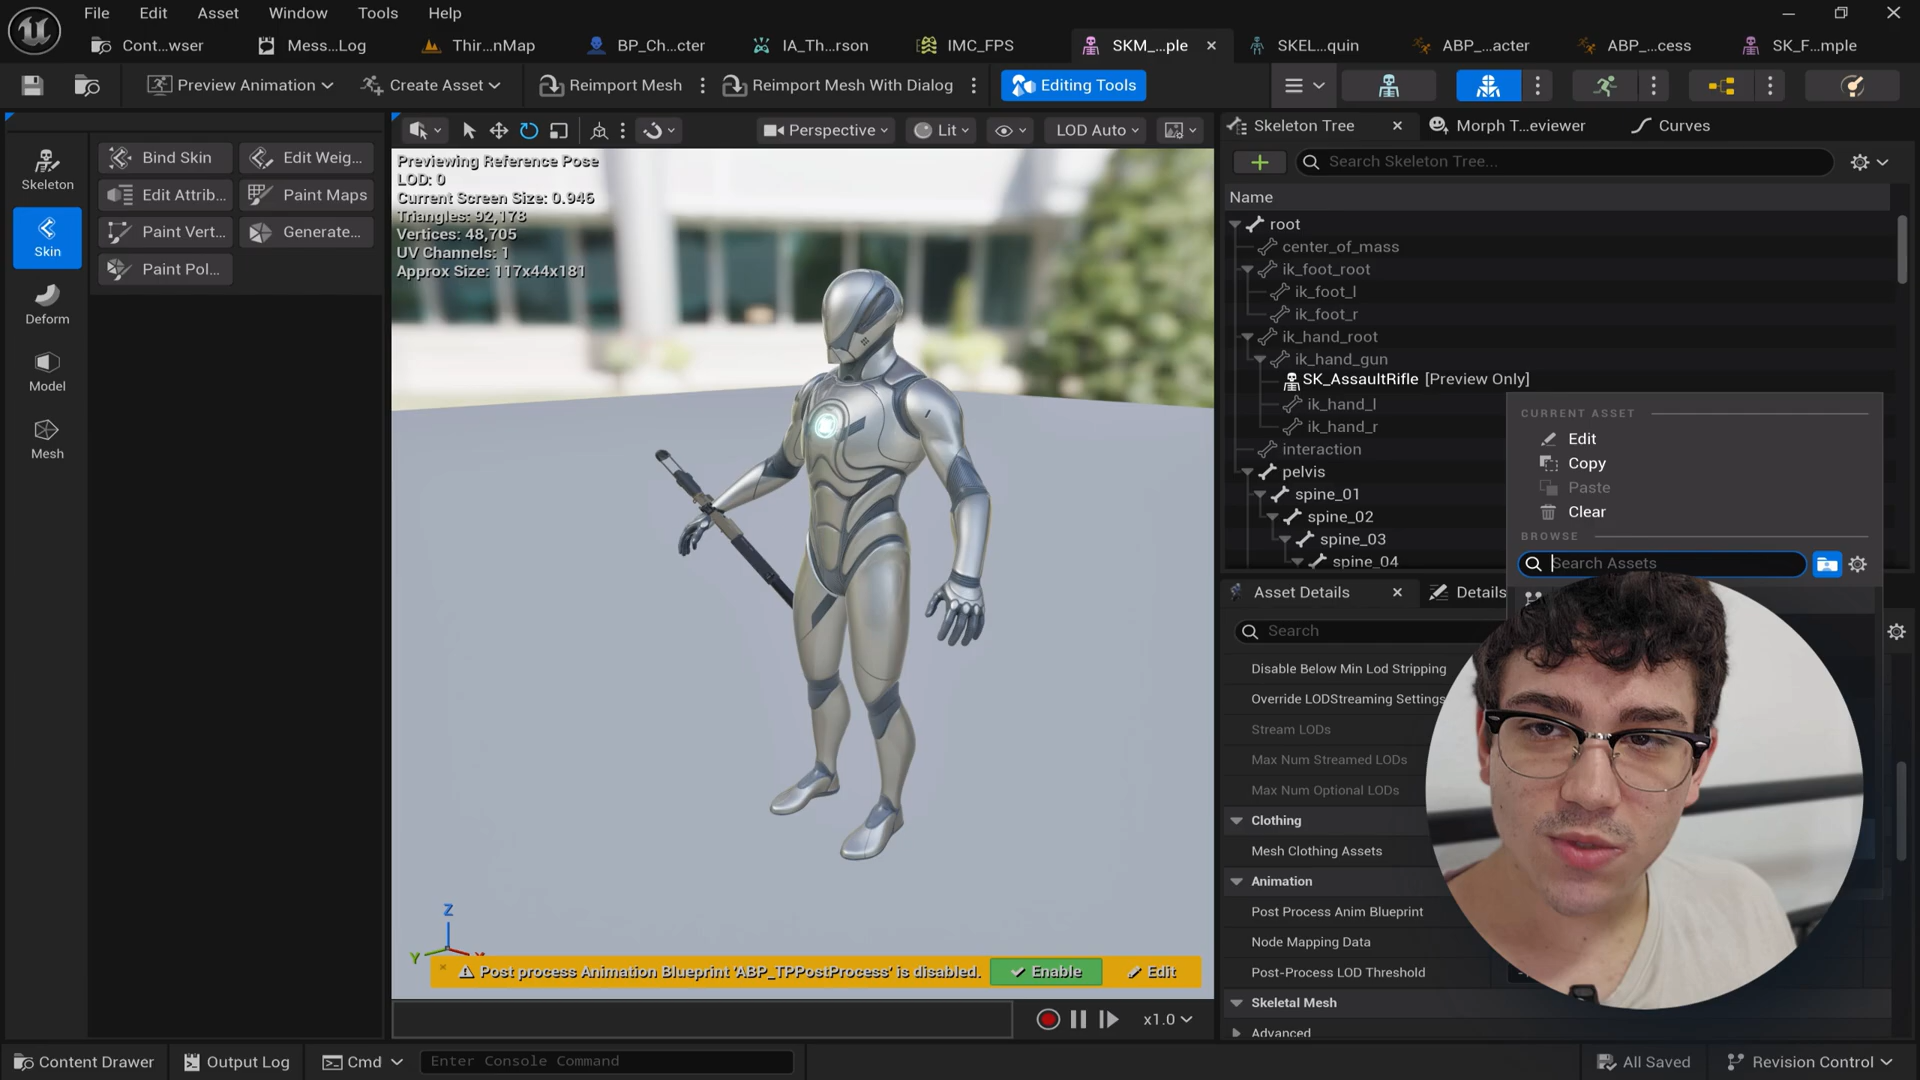 File Edit Asset Window Tools Help
Cont...wser Mess...Log Thir...nMap BP_Ch...cter IA_Th...rson IMC_FPS SKM_...ple SKEL...quin ABP_...acter ABP_...cess SK_F...mple
Preview Animation Create Asset Reimport Mesh Reimport Mesh With Dialog Editing Tools
Skeleton
Skin
Deform
Model
Mesh
Bind Skin Edit Weig...
Edit Attrib... Paint Maps
Paint Vert... Generate...
Paint Pol...
Perspective Lit LOD Auto
Previewing Reference Pose
LOD: 0
Current Screen Size: 0.946
Triangles: 92,178
Vertices: 48,705
UV Channels: 1
Approx Size: 117x44x181
Z
Y
Post process Animation Blueprint 'ABP_TPPostProcess' is disabled. Enable Edit
x1.0
Skeleton Tree Morph T...eviewer Curves
Search Skeleton Tree...
Name
root
center_of_mass
ik_foot_root
ik_foot_l
ik_foot_r
ik_hand_root
ik_hand_gun
SK_AssaultRifle [Preview Only]
ik_hand_l
ik_hand_r
interaction
pelvis
spine_01
spine_02
spine_03
spine_04
CURRENT ASSET
Edit
Copy
Paste
Clear
BROWSE
Search Assets
Asset Details Details
Search
Disable Below Min Lod Stripping
Override LODStreaming Settings
Stream LODs
Max Num Streamed LODs
Max Num Optional LODs
Clothing
Mesh Clothing Assets
Animation
Post Process Anim Blueprint
Node Mapping Data
Post-Process LOD Threshold
Skeletal Mesh
Advanced
Content Drawer Output Log Cmd Enter Console Command All Saved Revision Control